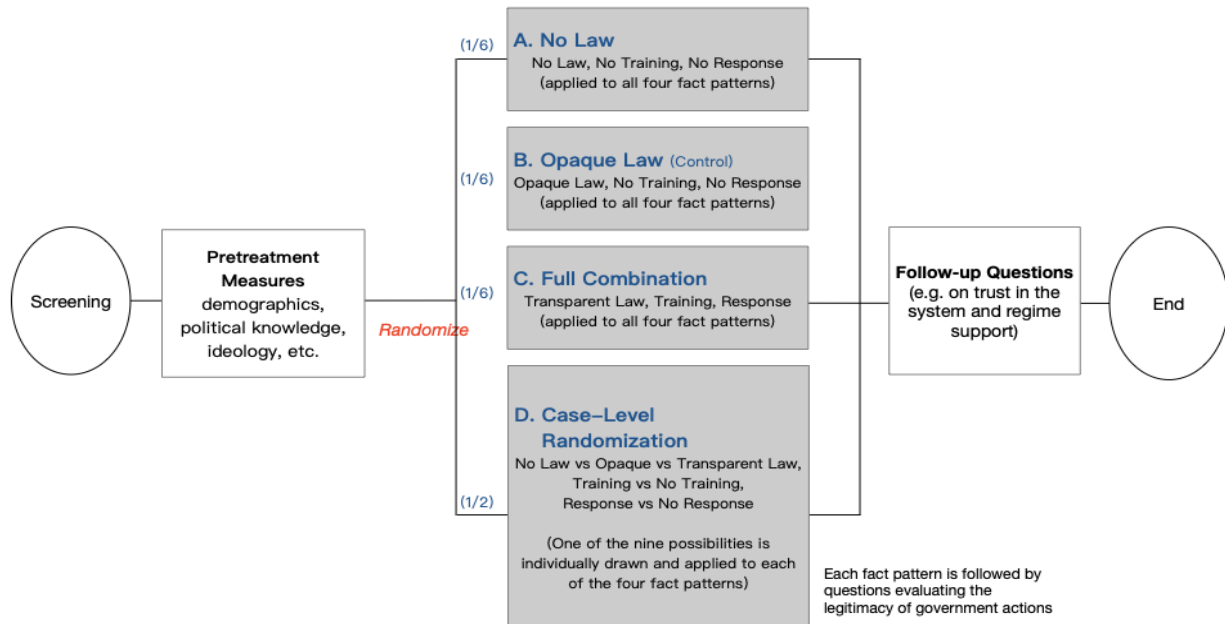 Screening
Pretreatment
Measures
demographics,
political knowledge,
ideology, etc.
Randomize
(1/6)
A. No Law
No Law, No Training, No Response
(applied to all four fact patterns)
(1/6)
B. Opaque Law (Control)
Opaque Law, No Training, No Response
(applied to all four fact patterns)
(1/6)
C. Full Combination
Transparent Law, Training, Response
(applied to all four fact patterns)
(1/2)
D. Case-Level
Randomization
No Law vs Opaque vs Transparent Law,
Training vs No Training,
Response vs No Response
(One of the nine possibilities is
individually drawn and applied to each
of the four fact patterns)
Follow-up Questions
(e.g. on trust in the
system and regime
support)
End
Each fact pattern is followed by
questions evaluating the
legitimacy of government actions